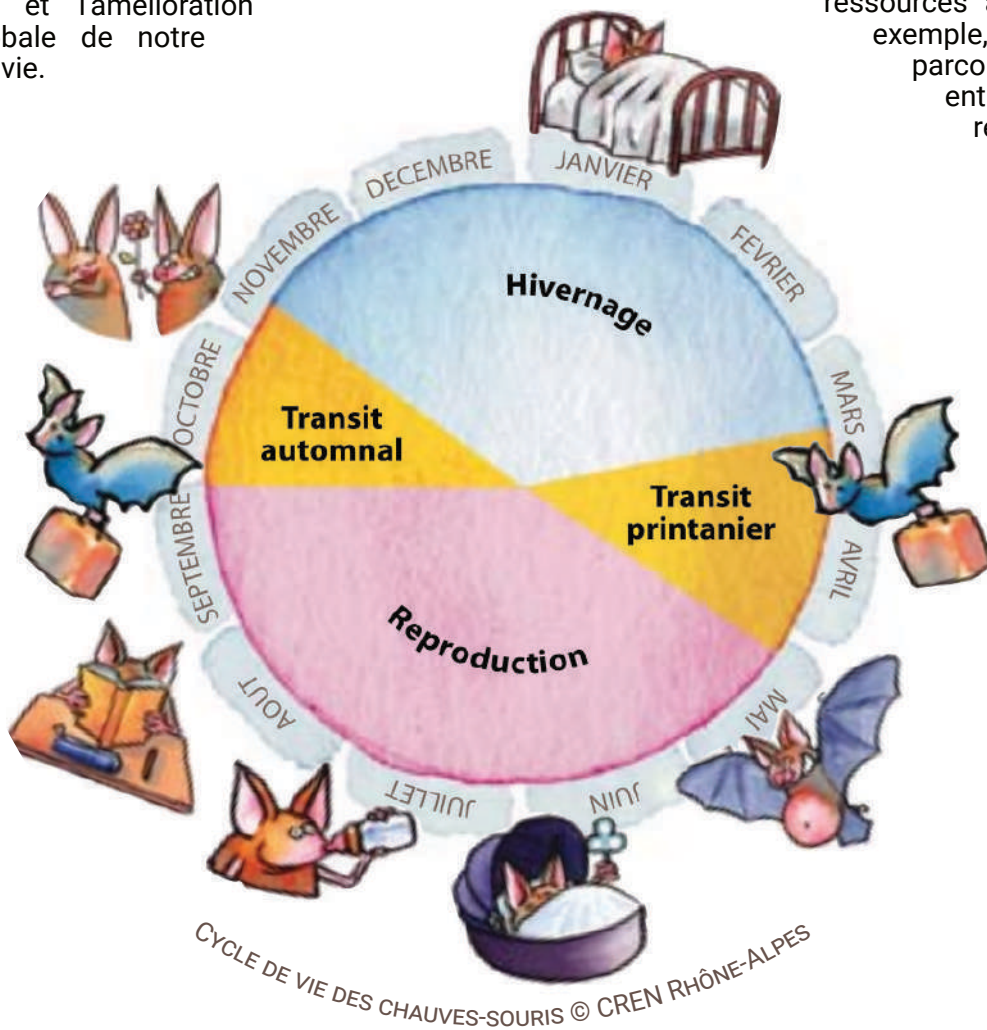 et l'amélioration
bale de notre
vie.
ressources
exemple,
parco
ent
re
JANVIER
FÉVRIER
MARS
AVRIL
MAI
JUIN
JUILLET
AOUT
SEPTEMBRE
OCTOBRE
NOVEMBRE
DECEMBRE
Hivernage
Transit
automnal
Transit
printanier
Reproduction
CYCLE DE VIE DES CHAUVES-SOURIS © CREN RHÔNE-ALPES